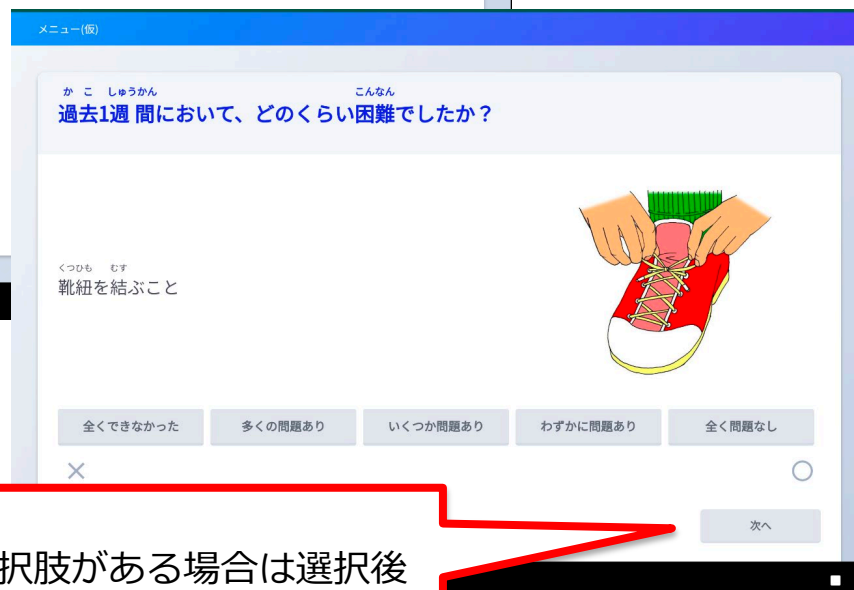 メニュー(仮)
かこ しゅうかん こんなん
過去1週 間において、どのくらい困難でしたか？
くつひも むす
靴紐を結ぶこと
全くできなかった 多くの問題あり いくつか問題あり わずかに問題あり 全く問題なし
次へ
択肢がある場合は選択後